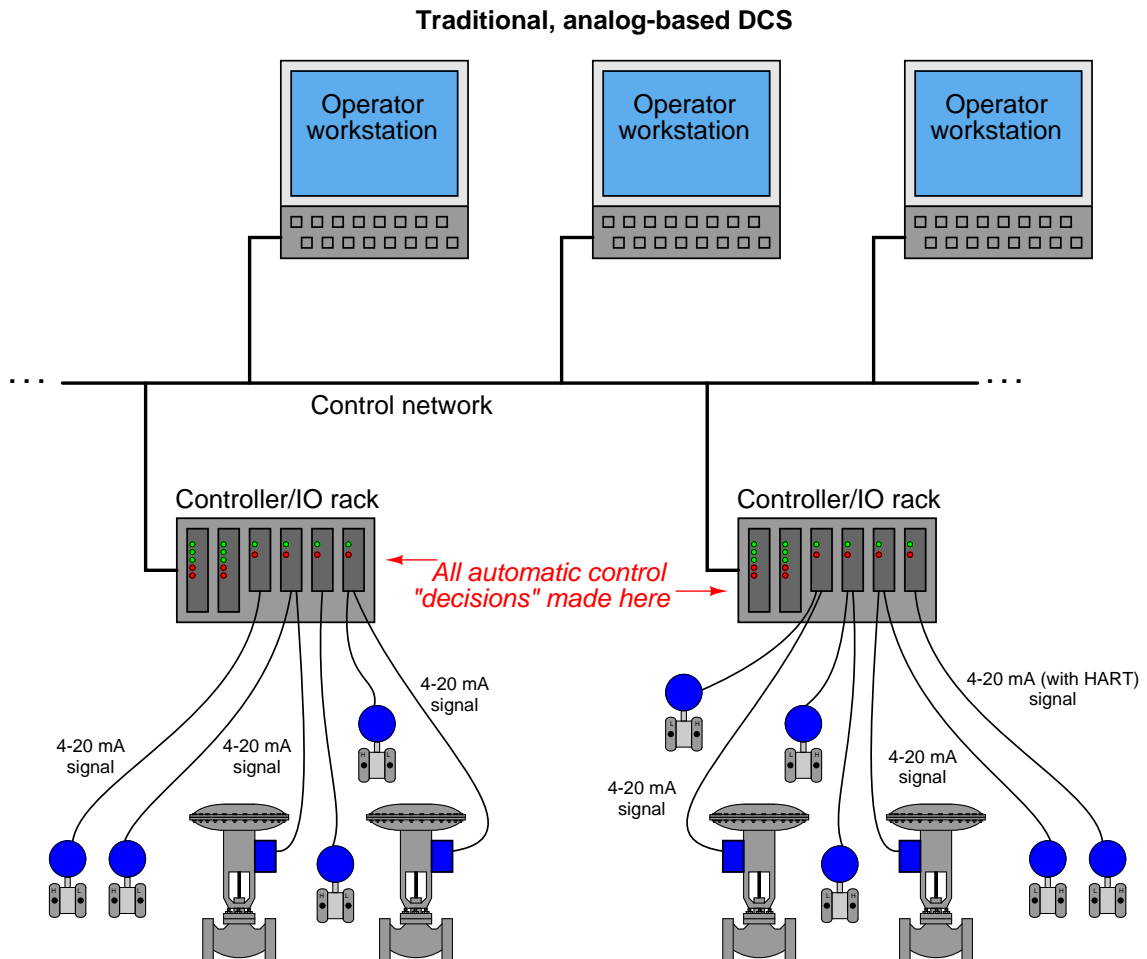 Traditional, analog-based DCS
Operator
workstation
Operator
workstation
Operator
workstation
. . .
. . .
Control network
Controller/IO rack
Controller/IO rack
All automatic control
"decisions" made here
4-20 mA
signal
4-20 mA
signal
4-20 mA
signal
4-20 mA (with HART)
signal
4-20 mA
signal
4-20 mA
signal
H L
L H
H L
L H
H L
H L
L H
H L
L H